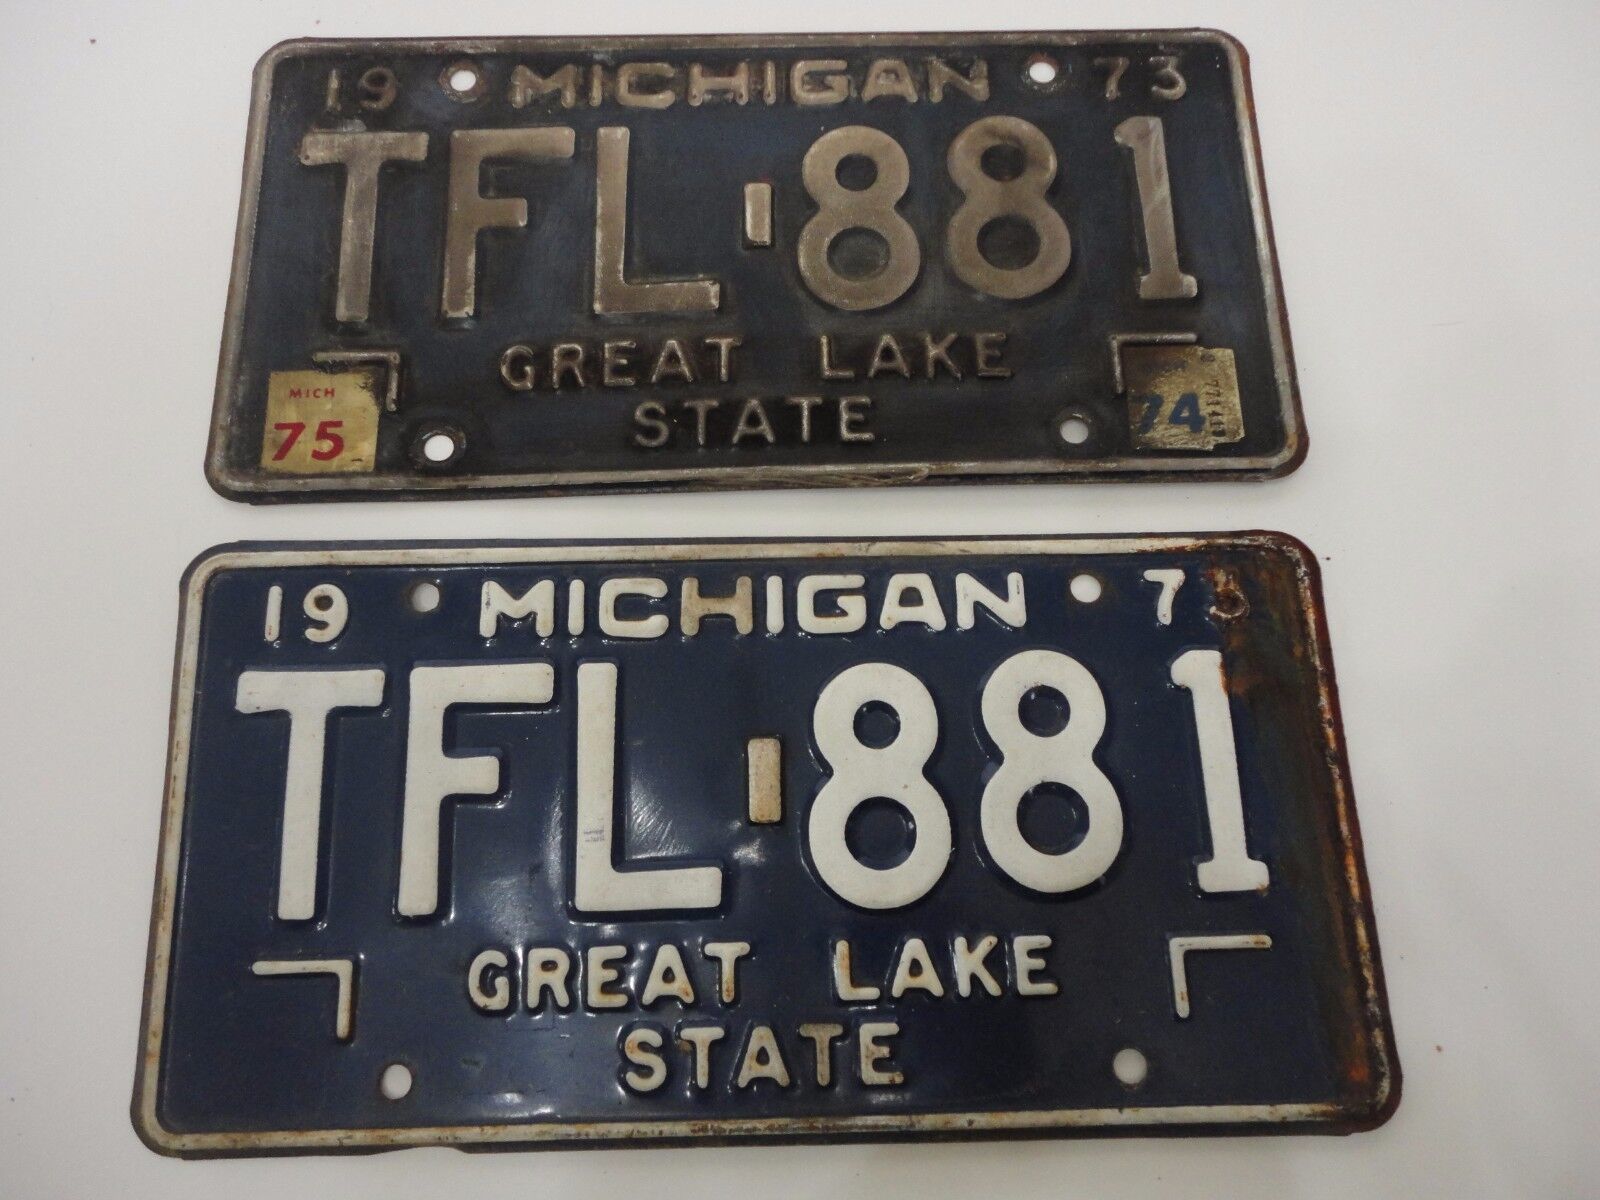 19 MICHIGAN 73
TFL-881
GREAT LAKE
STATE
MICH
75
74
19 MICHIGAN 73
TFL-881
GREAT LAKE
STATE